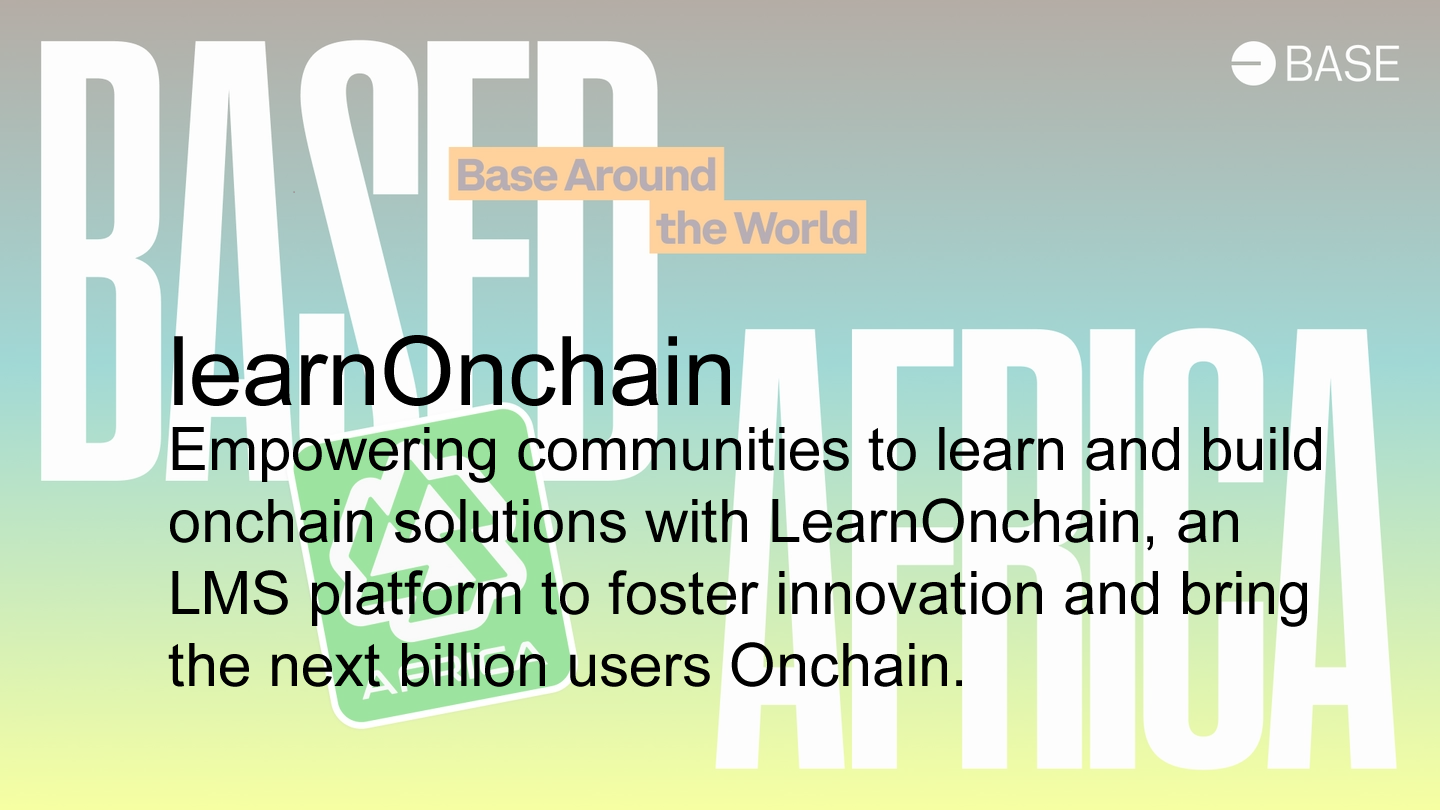 BASED
BASE
Base Around
the World
AFRICA
learnOnchain
Empowering communities to learn and build
onchain solutions with LearnOnchain, an
LMS platform to foster innovation and bring
the next billion users Onchain.
AFRICA